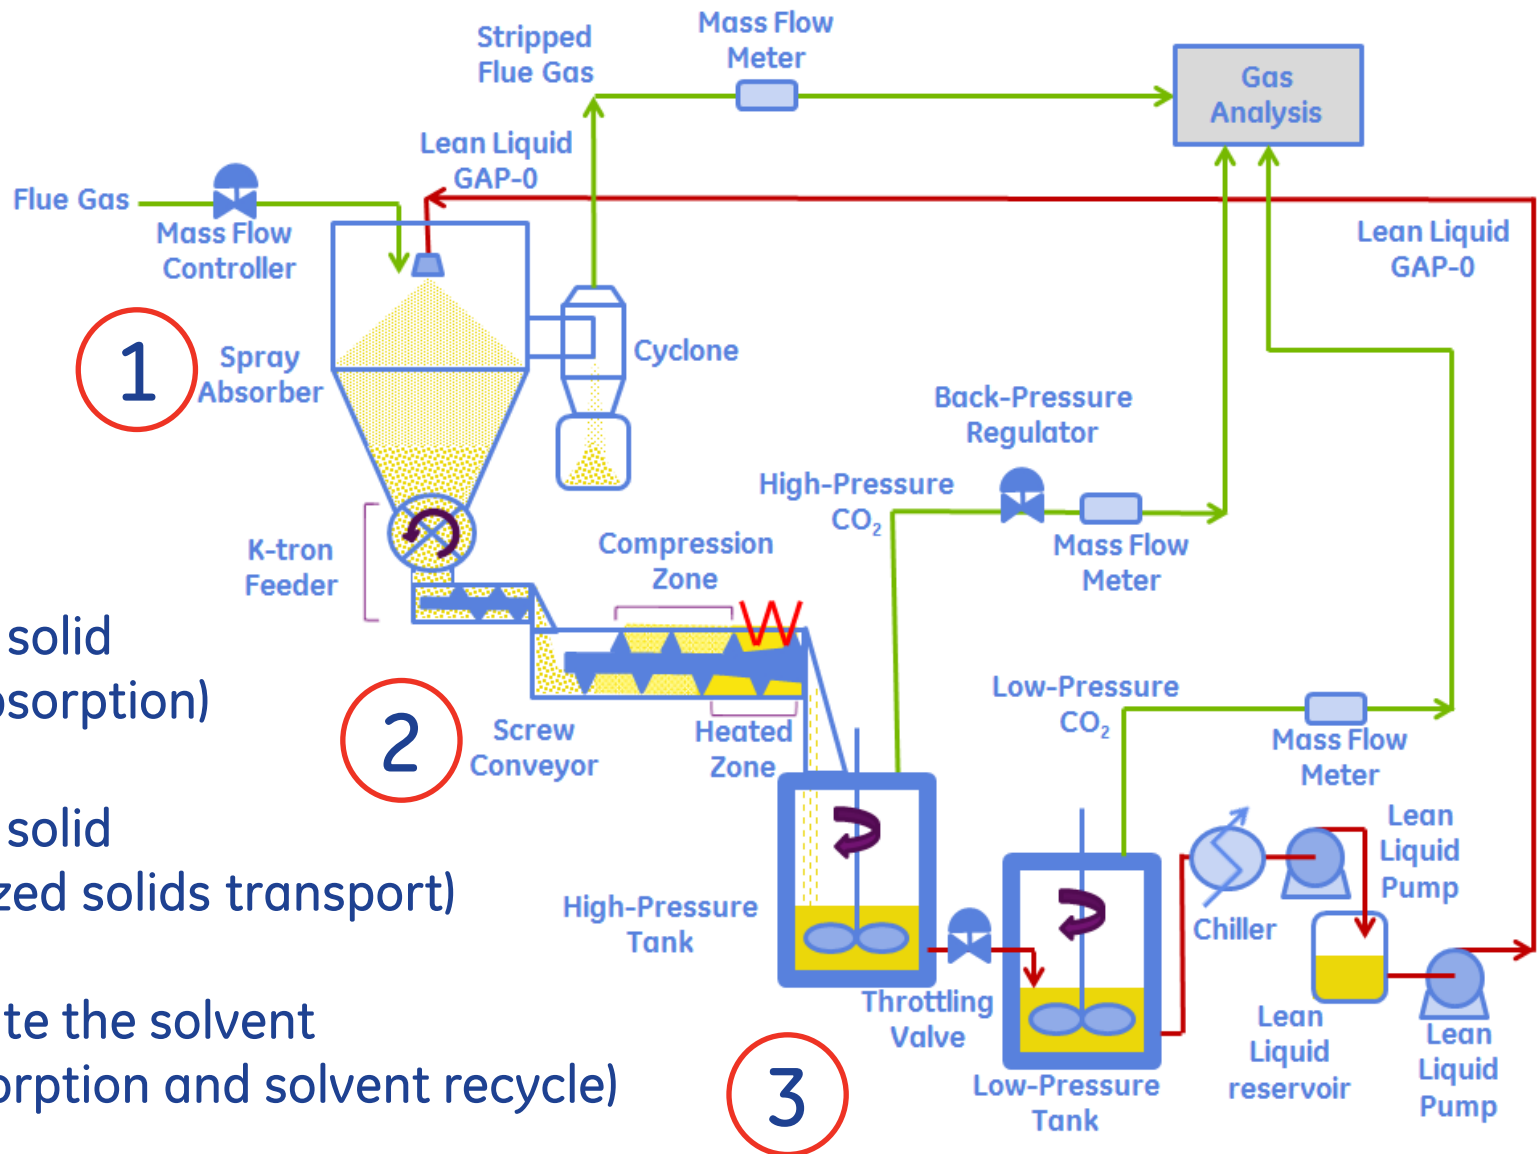 Stripped
Flue Gas
Mass Flow
Meter
Gas
Analysis
Lean Liquid
GAP-0
Flue Gas
Mass Flow
Controller
Lean Liquid
GAP-0
1
Spray
Absorber
Cyclone
Back-Pressure
Regulator
High-Pressure
CO₂
Mass Flow
Meter
K-tron
Feeder
Compression
Zone
solid
Low-Pressure
CO₂
Mass Flow
Meter
2
Screw
Conveyor
Heated
Zone
solid
solids transport)
High-Pressure
Tank
Throttling
Valve
Chiller
Lean
Liquid
Pump
Lean
Liquid
reservoir
Lean
Liquid
Pump
the solvent
and solvent recycle)
3
Low-Pressure
Tank